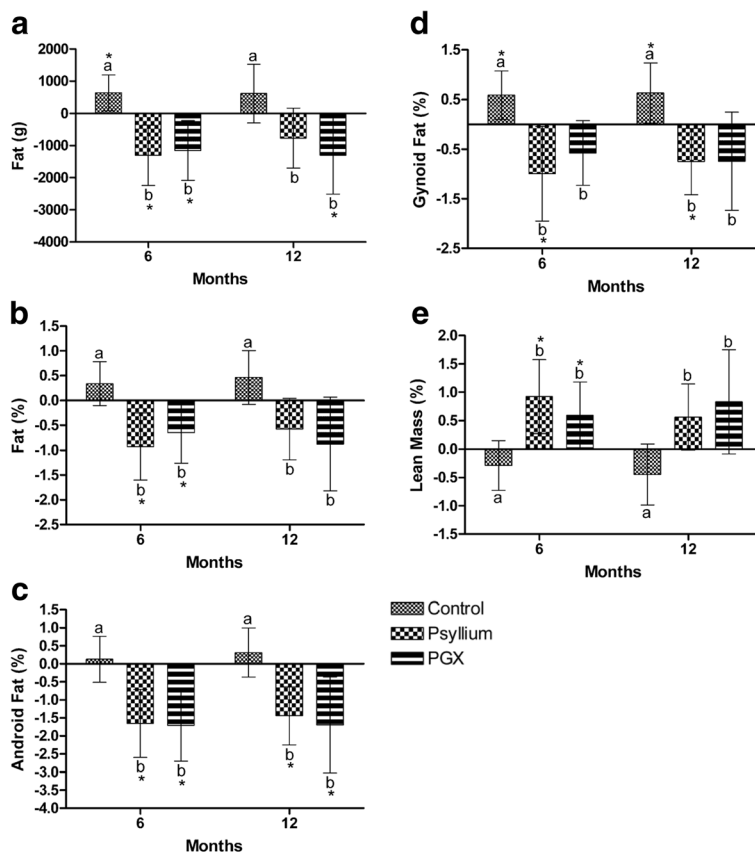 a
2000
1000
0
-1000
-2000
-3000
-4000
Fat (g)
*
a
a
b
*
b
*
b
b
*
6
12
Months
b
1.5
1.0
0.5
0.0
-0.5
-1.0
-1.5
-2.0
-2.5
Fat (%)
a
a
b
*
b
*
b
b
6
12
Months
c
1.5
1.0
0.5
0.0
-0.5
-1.0
-1.5
-2.0
-2.5
-3.0
-3.5
-4.0
Android Fat (%)
a
a
b
*
b
*
b
*
b
*
6
12
Months
d
1.5
0.5
-0.5
-1.5
-2.5
Gynoid Fat (%)
*
a
*
a
b
*
b
b
*
b
6
12
Months
e
2.0
1.5
1.0
0.5
0.0
-0.5
-1.0
-1.5
Lean Mass (%)
a
*
b
*
b
a
b
b
6
12
Months
Control
Psyllium
PGX